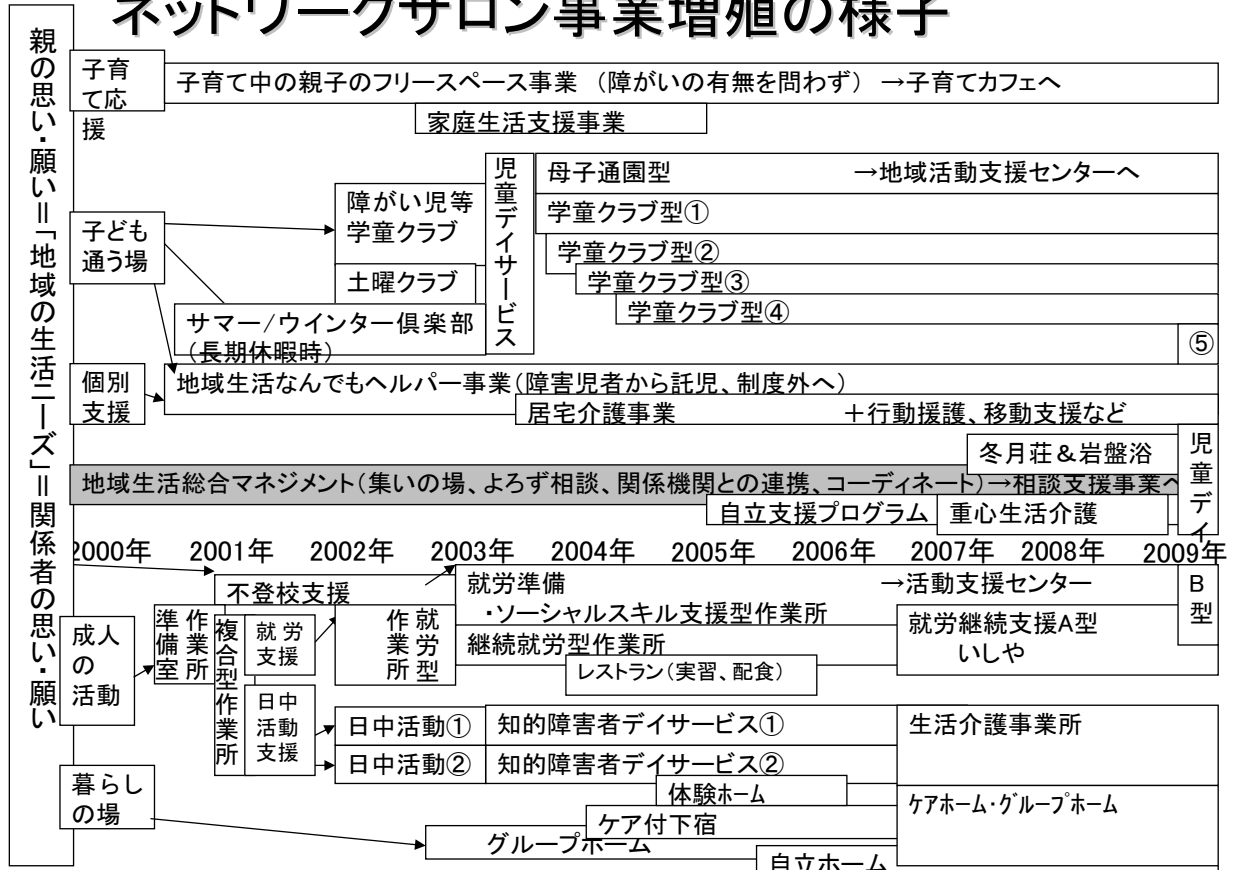 ネットワークサロン事業増殖の様子
親の思い・願い＝「地域の生活ニーズ」＝関係者の思い・願い
子育
て応
援
子育て中の親子のフリースペース事業 （障がいの有無を問わず） →子育てカフェへ
家庭生活支援事業
子ども
通う場
障がい児等
学童クラブ
土曜クラブ
サマー/ウインター倶楽部
（長期休暇時）
児童デイサービス
母子通園型 →地域活動支援センターへ
学童クラブ型①
学童クラブ型②
学童クラブ型③
学童クラブ型④
⑤
個別
支援
地域生活なんでもヘルパー事業（障害児者から託児、制度外へ）
居宅介護事業 ＋行動援護、移動支援など
冬月荘＆岩盤浴
児童デイ
地域生活総合マネジメント（集いの場、よろず相談、関係機関との連携、コーディネート）→相談支援事業へ
自立支援プログラム
重心生活介護
2000年 2001年 2002年 2003年 2004年 2005年 2006年 2007年 2008年 2009年
成人
の
活動
作業所
準備室
不登校支援
複合型作業所
就労
支援
日中
活動
支援
就労型
作業所
就労準備 →活動支援センター
・ソーシャルスキル支援型作業所
継続就労型作業所
レストラン（実習、配食）
就労継続支援A型
いしや
B
型
日中活動①
日中活動②
知的障害者デイサービス①
知的障害者デイサービス②
生活介護事業所
暮らし
の場
体験ホーム
ケア付下宿
グループホーム
自立ホーム
ケアホーム・グループホーム